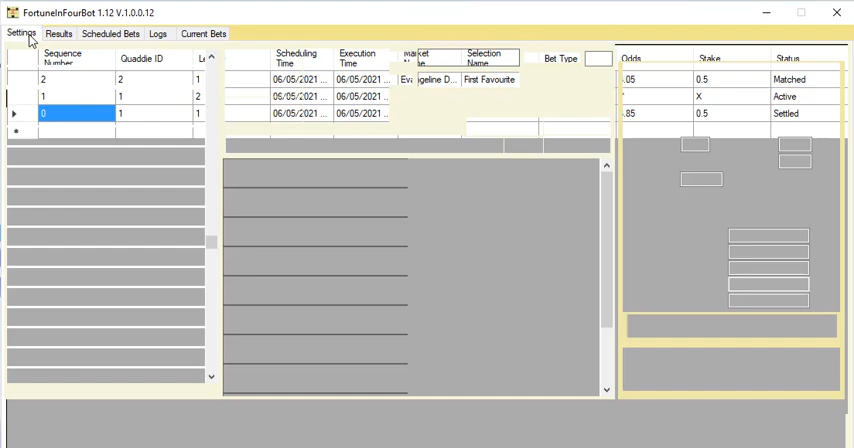 FortuneInFourBot 1.12 V.1.0.0.12
Settings Results Scheduled Bets Logs Current Bets
Sequence Number Quaddie ID Scheduling Time Execution Time Selection Name Bet Type Odds Stake Status
2 2 1 06/05/2021 ... 06/05/2021 ... First Favourite .05 0.5 Matched
1 1 2 06/05/2021 ... 06/05/2021 ... X Active
0 1 1 06/05/2021 ... 06/05/2021 ... .85 0.5 Settled
*